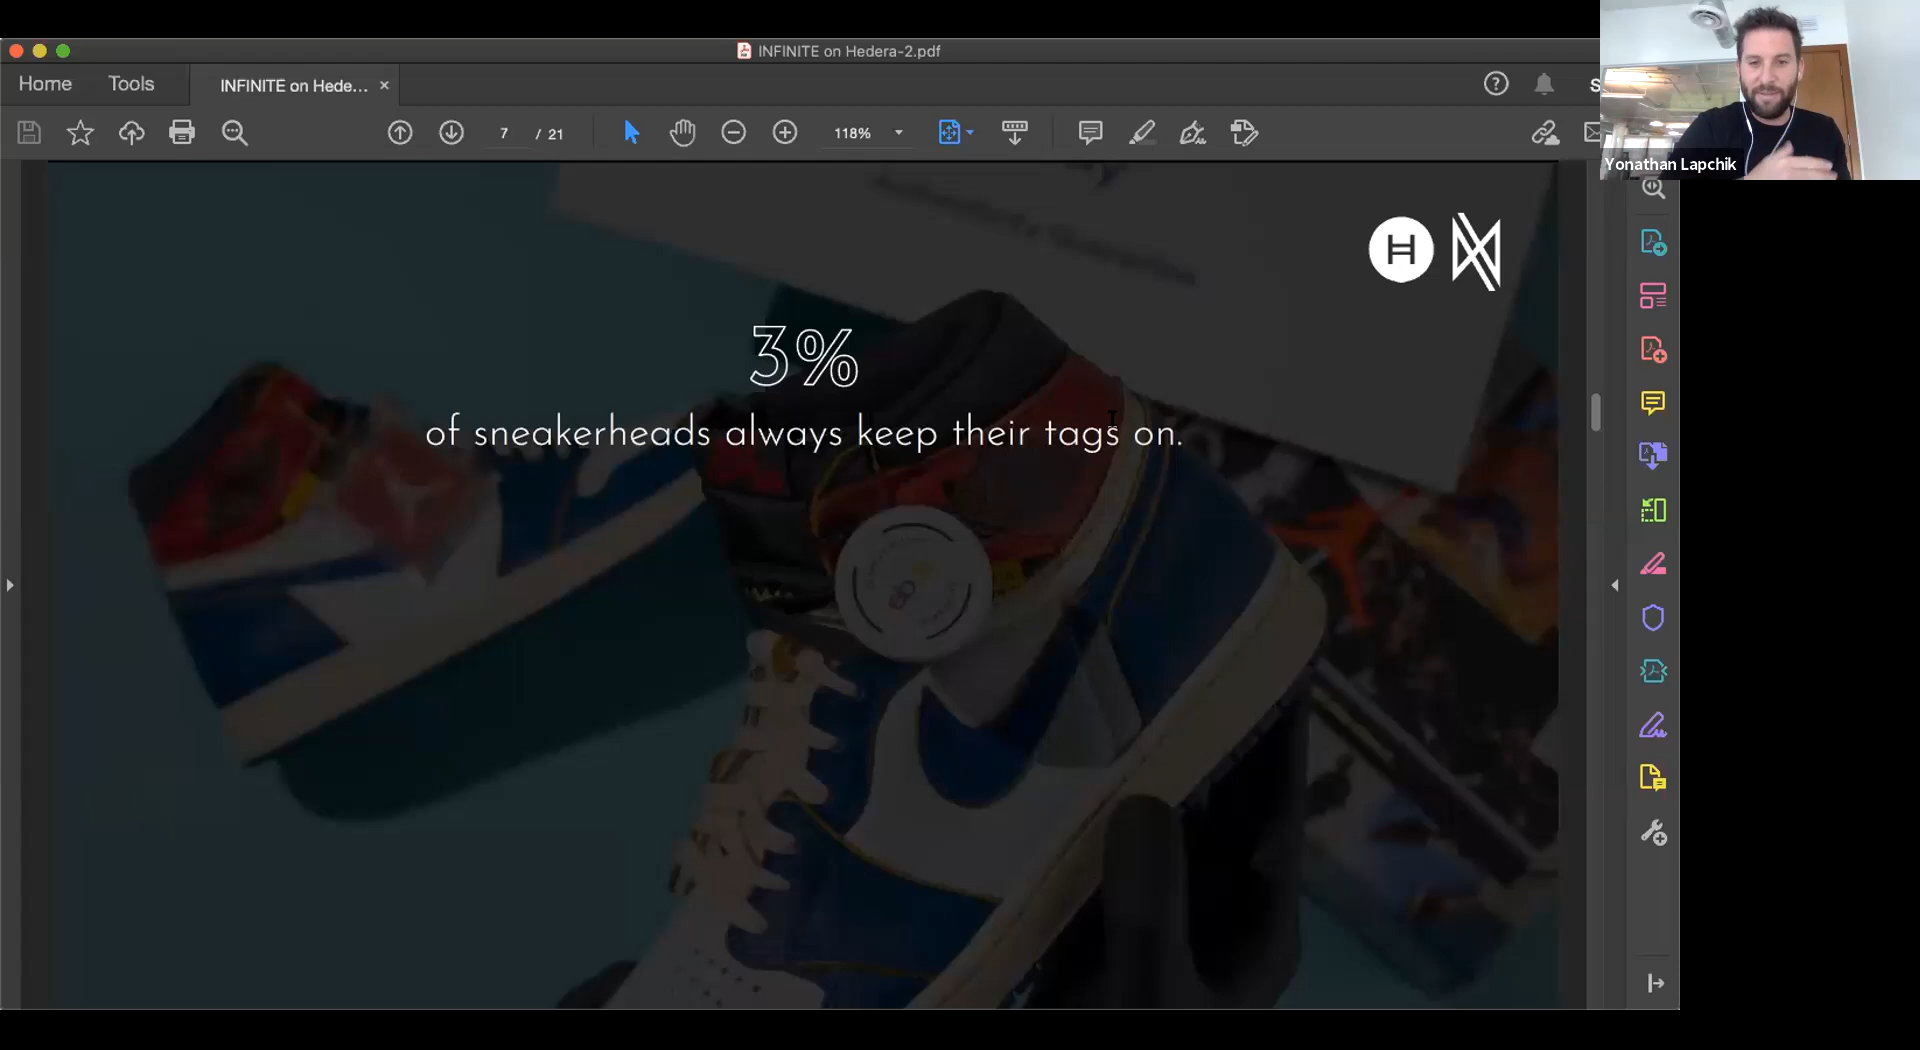 INFINITE on Hedera-2.pdf
Home
Tools
INFINITE on Hede... ×
7 / 21
118%
Yonathan Lapchik
H
3%
of sneakerheads always keep their tags on.